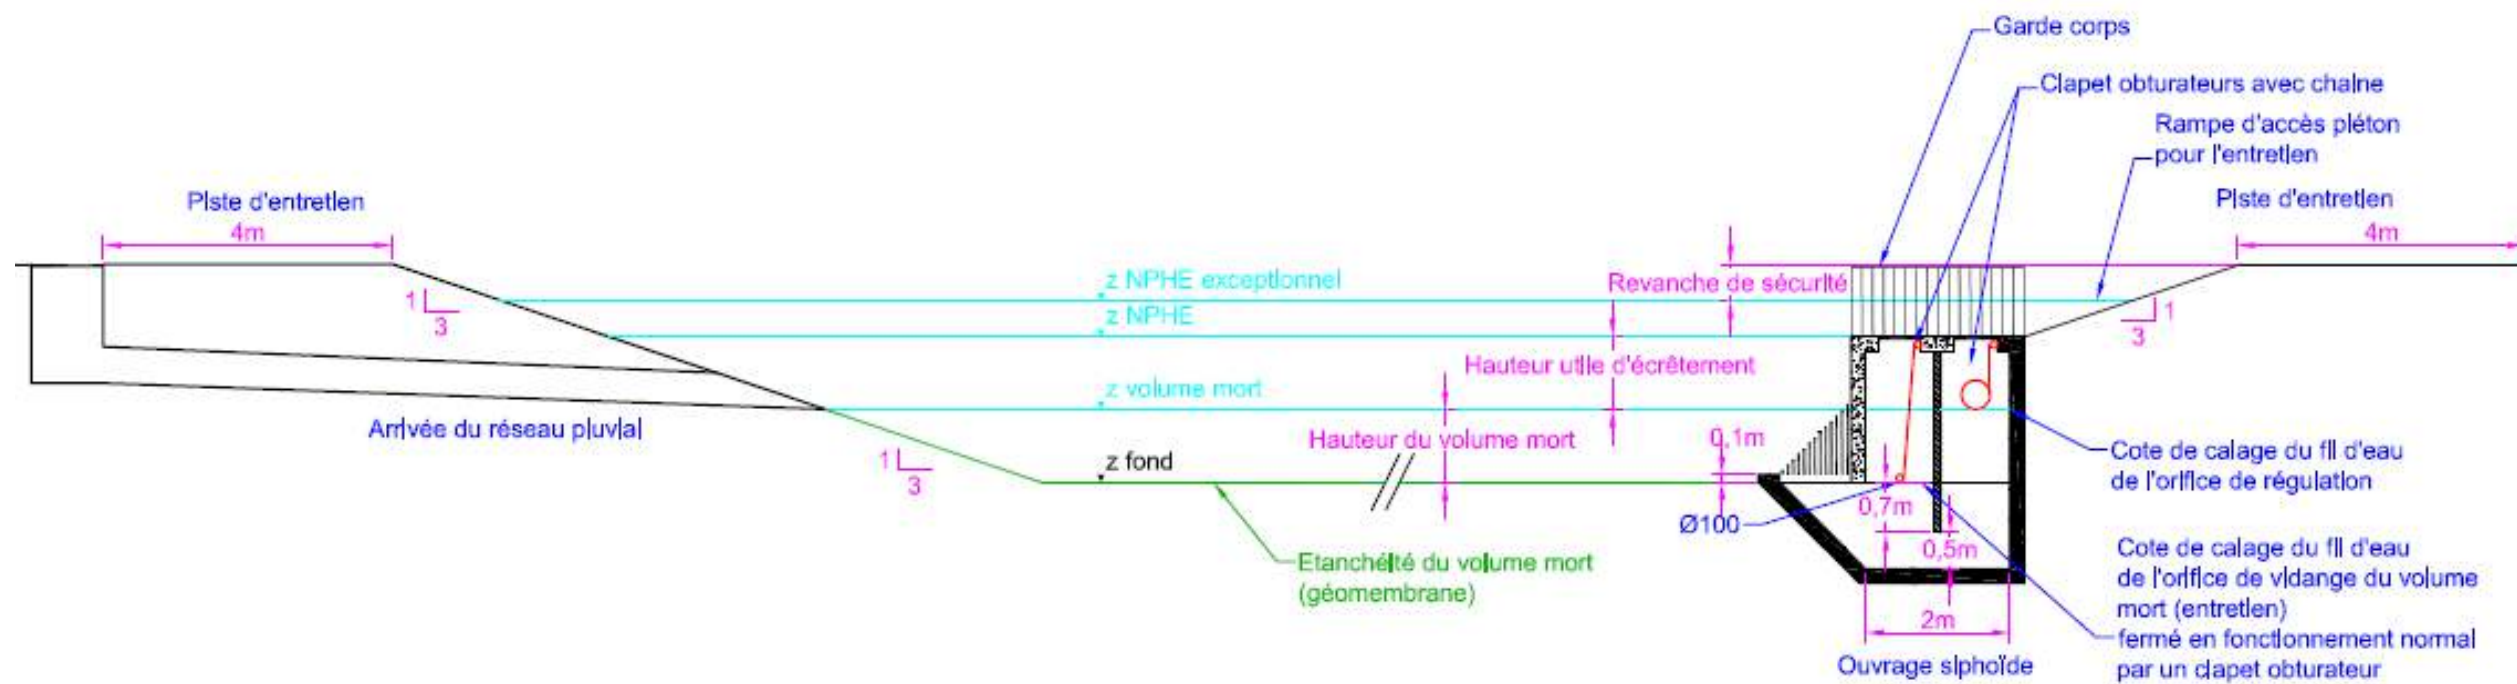 Garde corps
Clapet obturateurs avec chaîne
Rampe d'accès piéton
pour l'entretien
Piste d'entretien
4m
Piste d'entretien
4m
z NPHE exceptionnel
Revanche de sécurité
1
3
z NPHE
1
3
Hauteur utile d'écrêtement
z volume mort
Arrivée du réseau pluvial
Hauteur du volume mort
0,1m
1
3
z fond
Cote de calage du fil d'eau
de l'orifice de régulation
0,7m
Ø100
0,5m
Etanchéité du volume mort
(géomembrane)
Cote de calage du fil d'eau
de l'orifice de vidange du volume
mort (entretien)
fermé en fonctionnement normal
par un clapet obturateur
2m
Ouvrage siphoïde